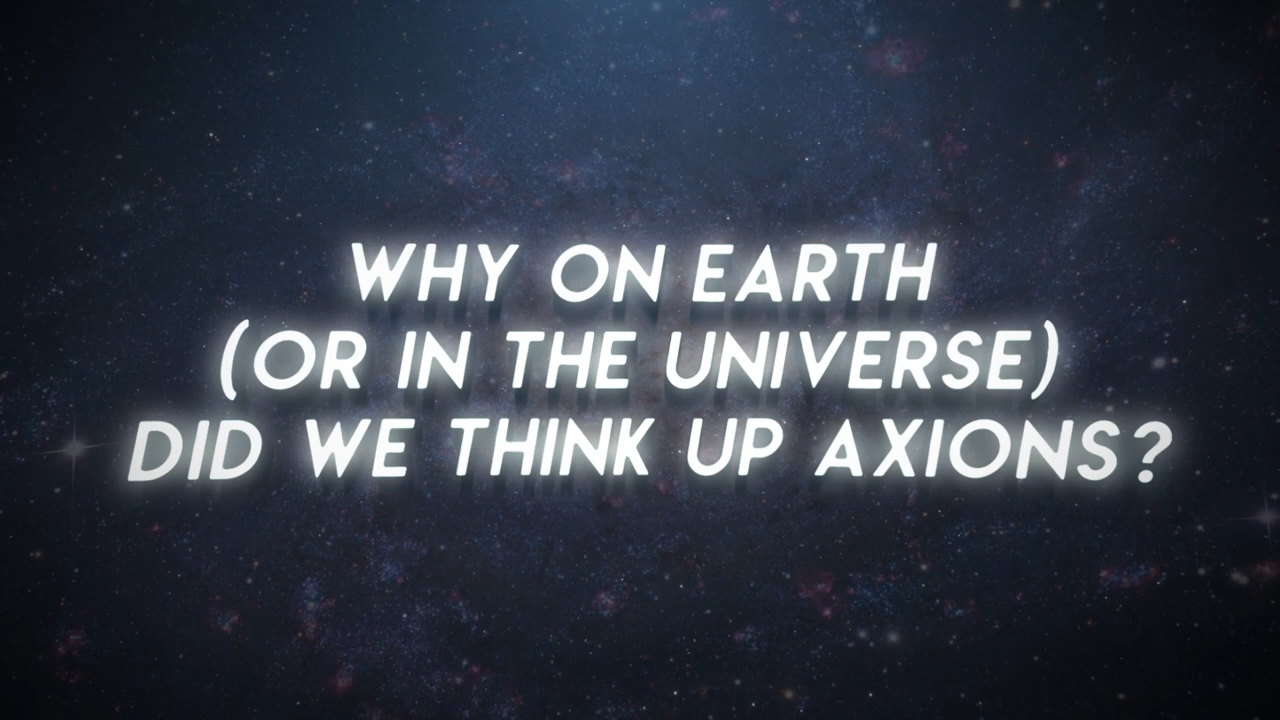 WHY ON EARTH
(OR IN THE UNIVERSE)
DID WE THINK UP AXIONS?